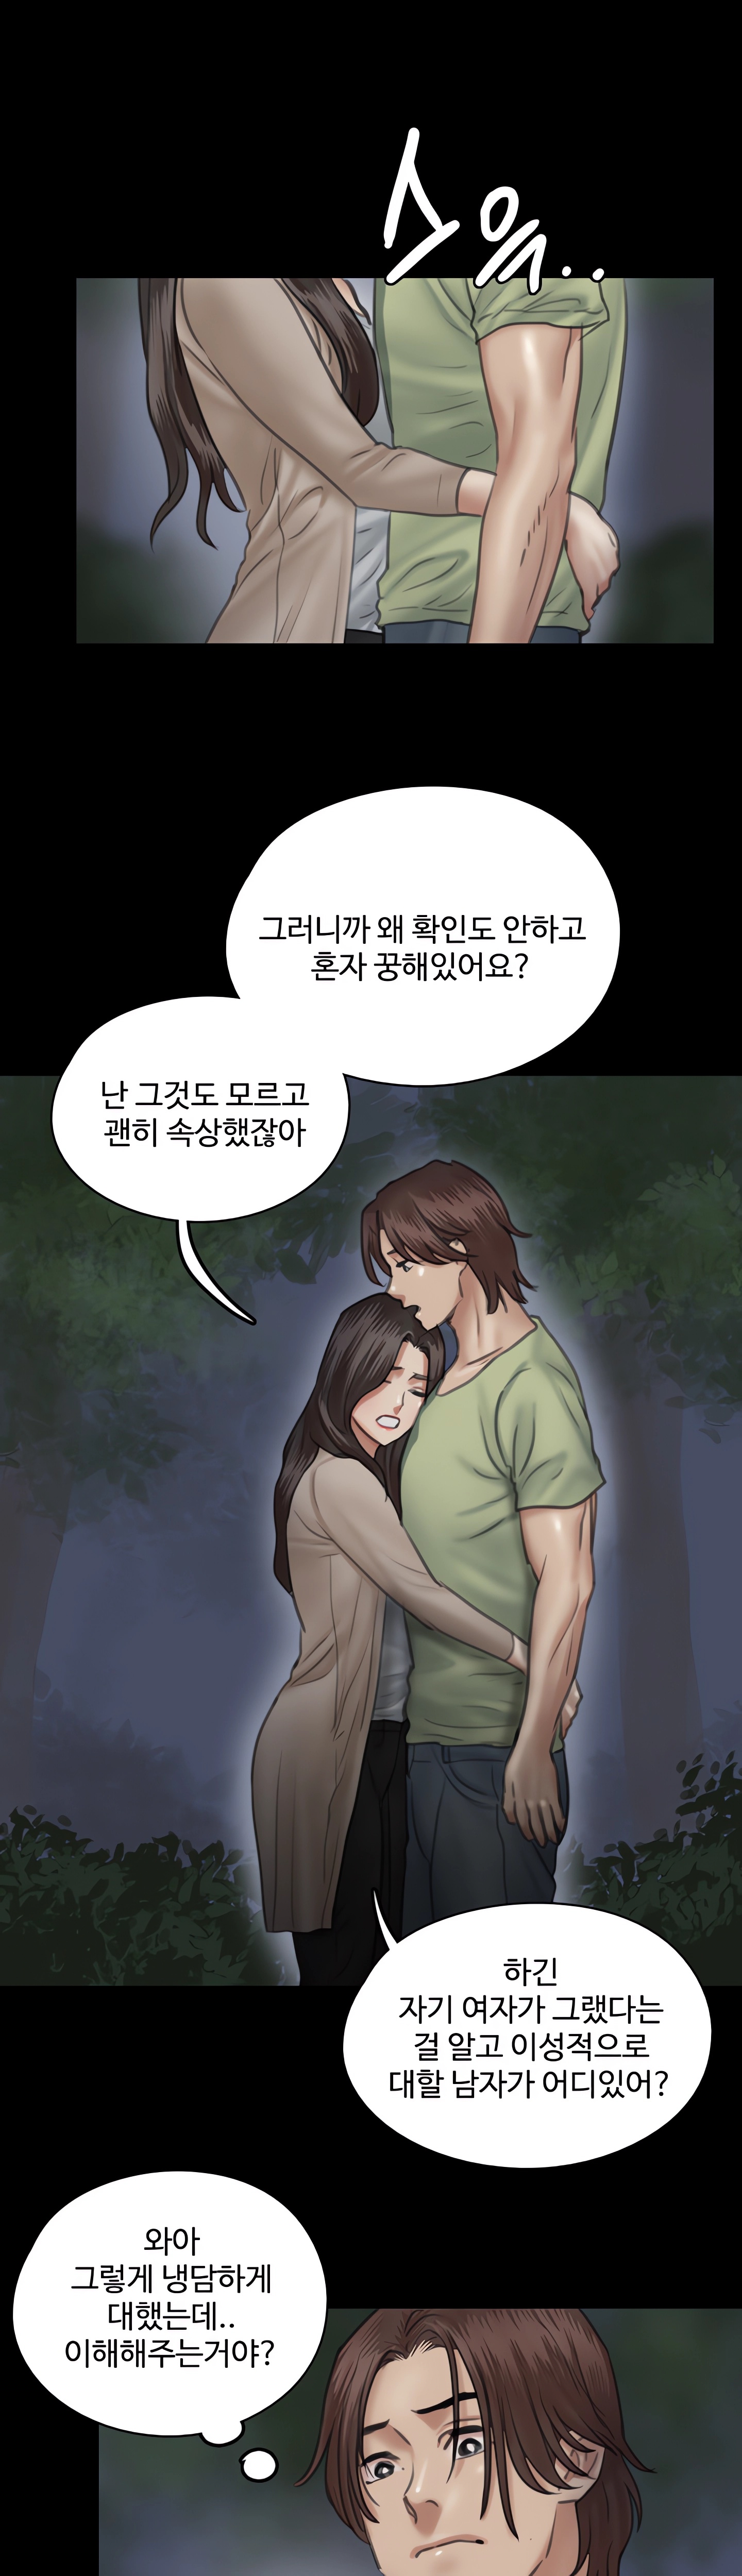 스윽..
그러니까 왜 확인도 안하고
혼자 꿍해있어요?
난 그것도 모르고
괜히 속상했잖아
하긴
자기 여자가 그랬다는
걸 알고 이성적으로
대할 남자가 어디있어?
와아
그렇게 냉담하게
대했는데..
이해해주는거야?